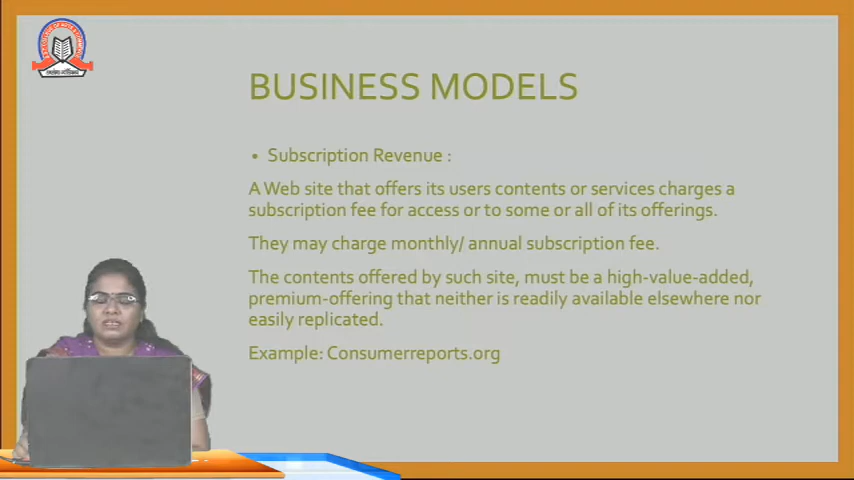 BUSINESS MODELS
• Subscription Revenue :
A Web site that offers its users contents or services charges a
subscription fee for access or to some or all of its offerings.
They may charge monthly/ annual subscription fee.
The contents offered by such site, must be a high-value-added,
premium-offering that neither is readily available elsewhere nor
easily replicated.
Example: Consumerreports.org